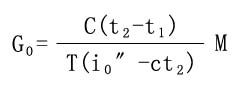 G₀= C(t₂-t₁) / T(i₀″ -ct₂) M